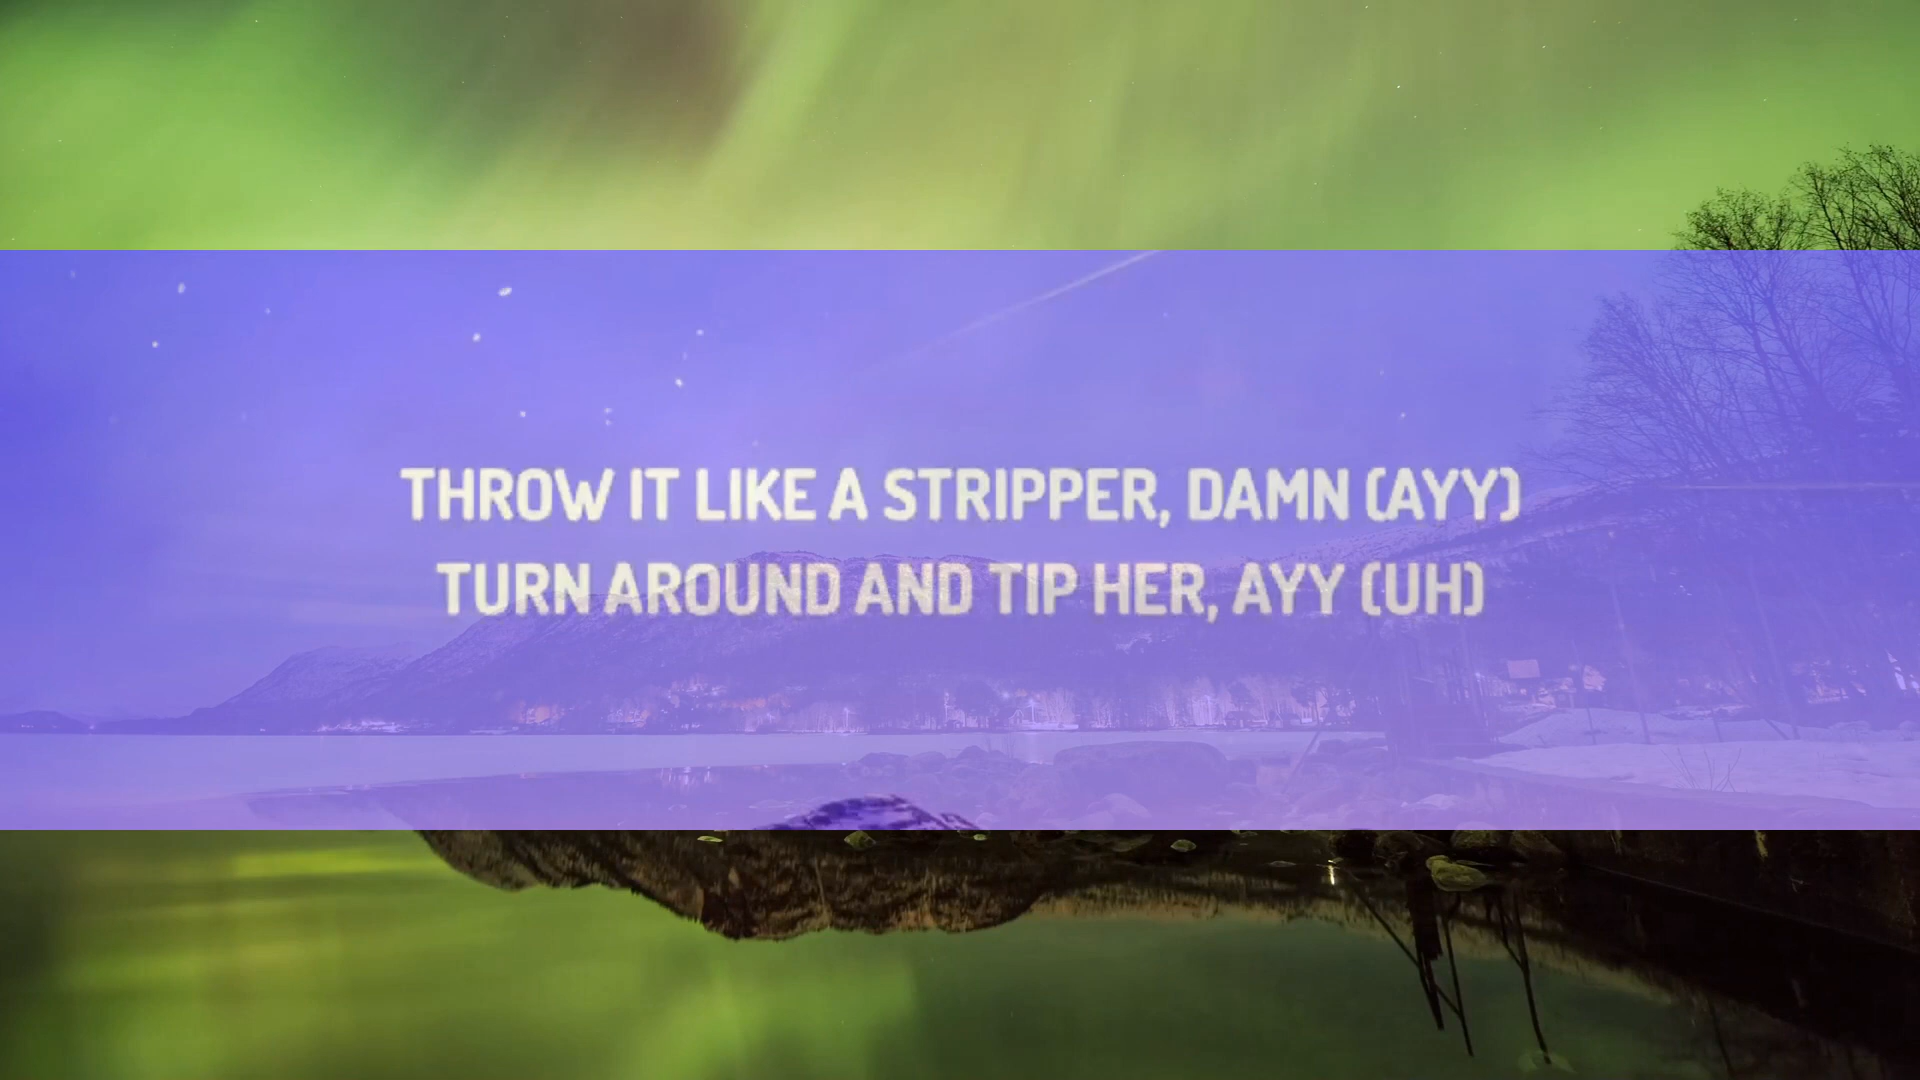 THROW IT LIKE A STRIPPER, DAMN (AYY)
TURN AROUND AND TIP HER, AYY (UH)